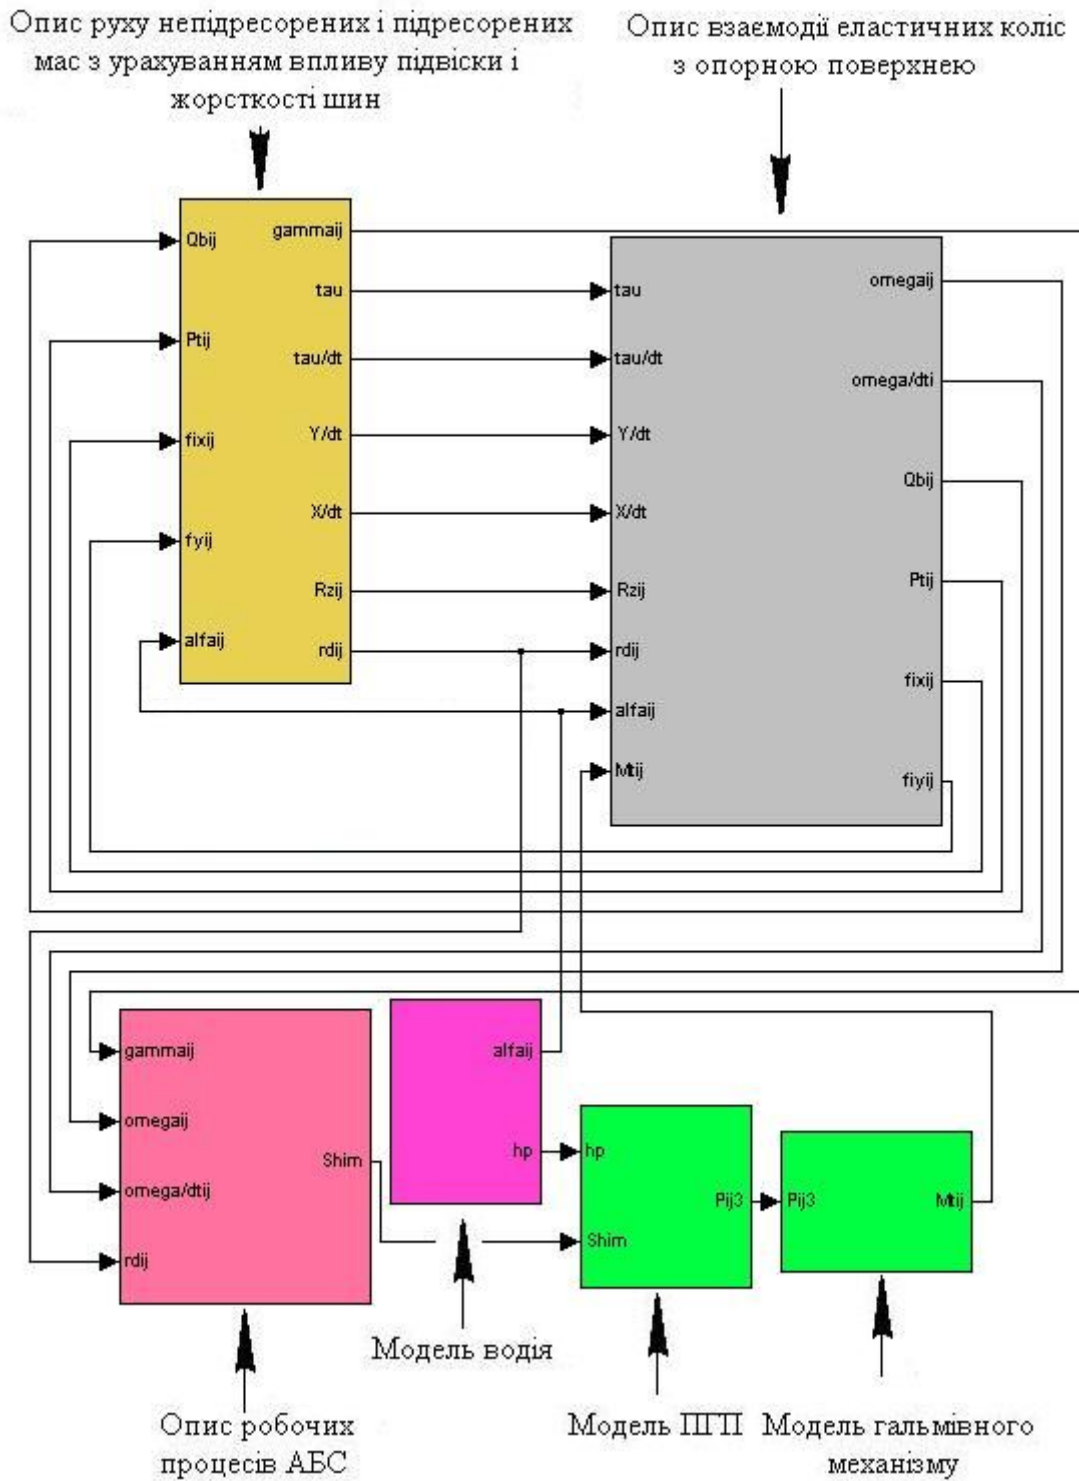 Опис руху непідресорених і підресорених
мас з урахуванням впливу підвіски і
жорсткості шин
Опис взаємодії еластичних коліс
з опорною поверхнею
Qbij
Ptij
fixij
fyij
alfaij
gammaij
tau
tau/dt
Y/dt
X/dt
Rzij
rdij
tau
tau/dt
Y/dt
X/dt
Rzij
rdij
alfaij
Mtij
omegaij
omega/dti
Qbij
Ptij
fixij
fiyij
gammaij
omegaij
omega/dtij
rdij
Shim
alfaij
hp
hp
Shim
Pij3
Pij3
Mtij
Модель водія
Опис робочих
процесів АБС
Модель ПГП
Модель гальмівного
механізму